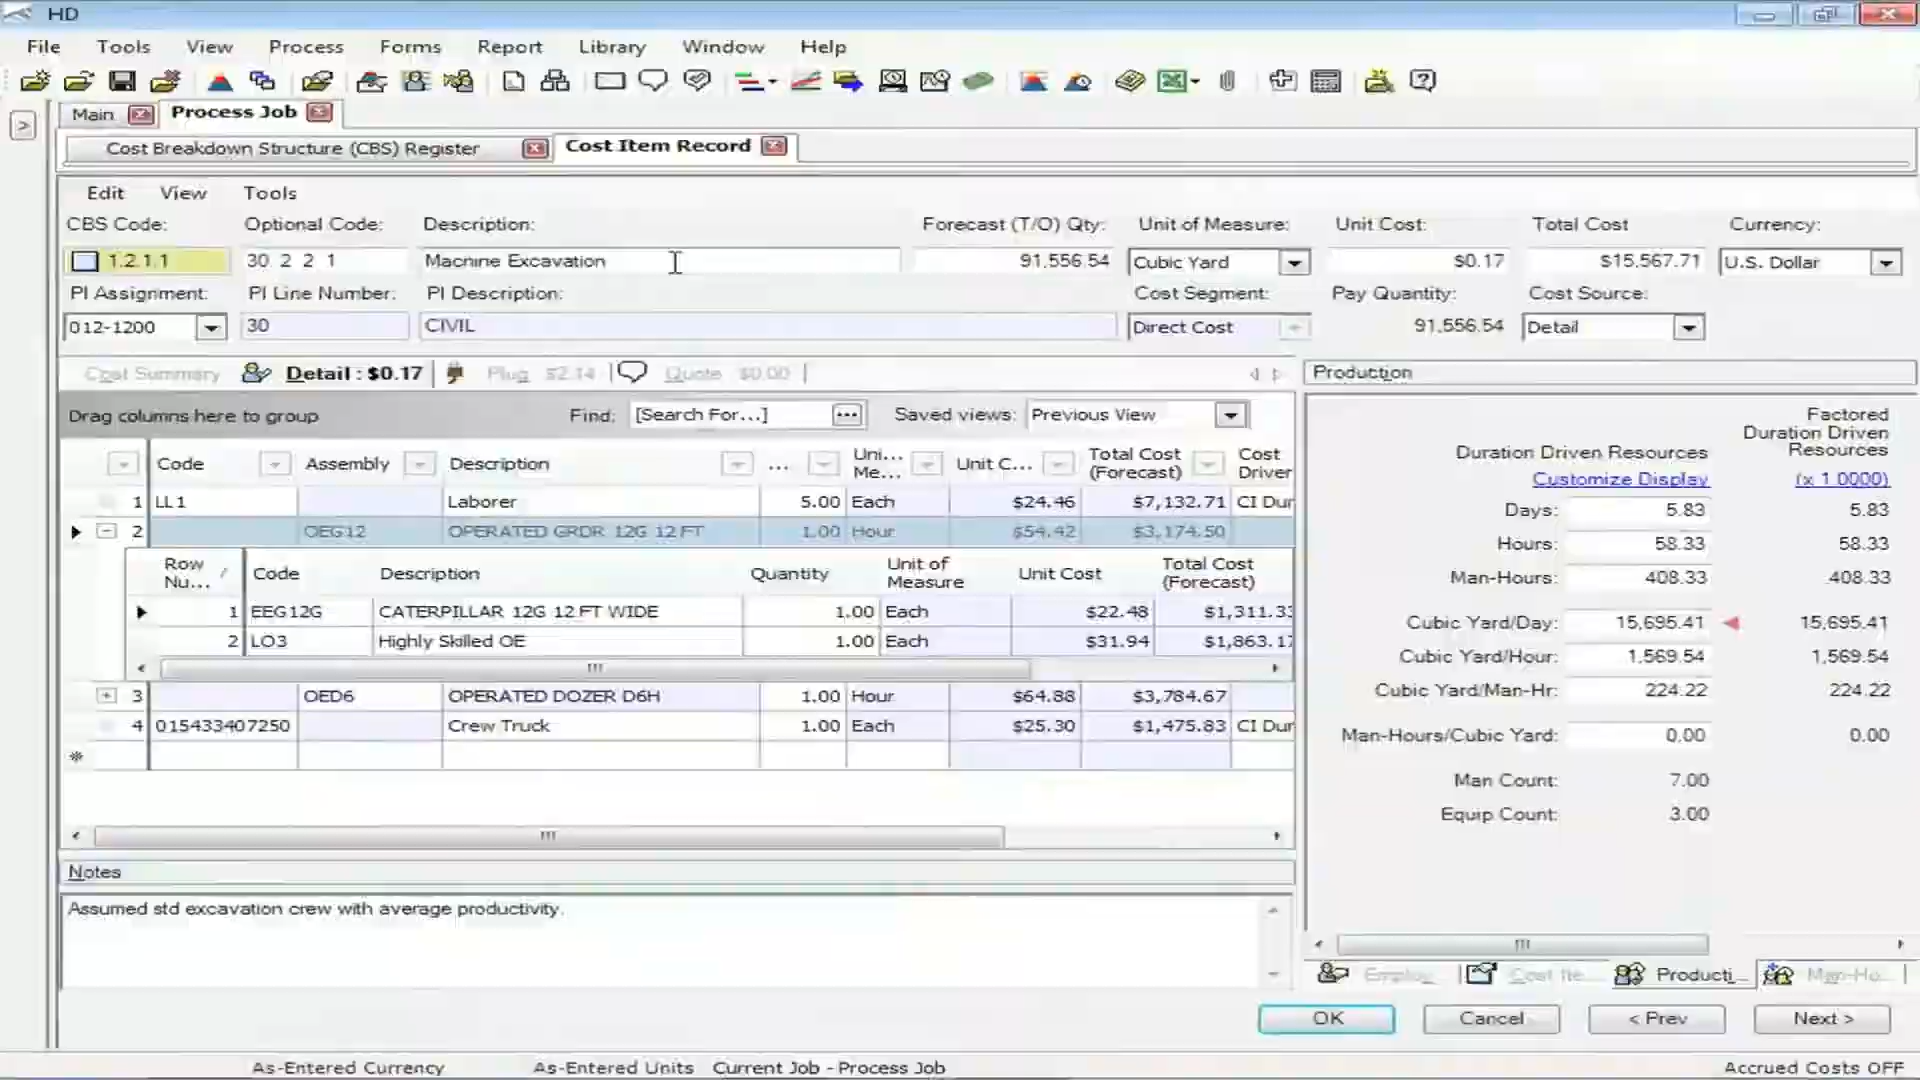 HD
File Tools View Process Forms Report Library Window Help
Main Process Job
>
Cost Breakdown Structure (CBS) Register Cost Item Record
Edit View Tools
CBS Code: Optional Code: Description: Forecast (T/O) Qty: Unit of Measure: Unit Cost: Total Cost Currency:
1.2.1.1 30 2 2 1 Machine Excavation 91,556.54 Cubic Yard $0.17 $15,567.71 U.S. Dollar
PI Assignment: PI Line Number: PI Description: Cost Segment: Pay Quantity: Cost Source:
012-1200 30 CIVIL Direct Cost 91,556.54 Detail
Cost Summary Detail : $0.17 Plug $2.14 Quote $0.00 Production
Drag columns here to group Find: [Search For...] Saved views: Previous View
Code Assembly Description ... Uni... Me... Unit C... Total Cost (Forecast) Cost Driver
1 LL1 Laborer 5.00 Each $24.46 $7,132.71 CI Dur
2 OEG12 OPERATED GRDR 12G 12 FT 1.00 Hour $54.42 $3,174.50
Row Nu... Code Description Quantity Unit of Measure Unit Cost Total Cost (Forecast)
1 EEG12G CATERPILLAR 12G 12 FT WIDE 1.00 Each $22.48 $1,311.33
2 LO3 Highly Skilled OE 1.00 Each $31.94 $1,863.17
3 OED6 OPERATED DOZER D6H 1.00 Hour $64.88 $3,784.67
4 015433407250 Crew Truck 1.00 Each $25.30 $1,475.83 CI Dur
Notes
Assumed std excavation crew with average productivity.
Duration Driven Resources Factored Duration Driven Resources
Customize Display (x 1.0000)
Days: 5.83 5.83
Hours: 58.33 58.33
Man-Hours: 408.33 408.33
Cubic Yard/Day: 15,695.41 15,695.41
Cubic Yard/Hour: 1,569.54 1,569.54
Cubic Yard/Man-Hr: 224.22 224.22
Man-Hours/Cubic Yard: 0.00 0.00
Man Count: 7.00
Equip Count: 3.00
Employ... Cost Ite... Producti... Man-Ho...
OK Cancel < Prev Next >
As-Entered Currency As-Entered Units Current Job - Process Job Accrued Costs OFF